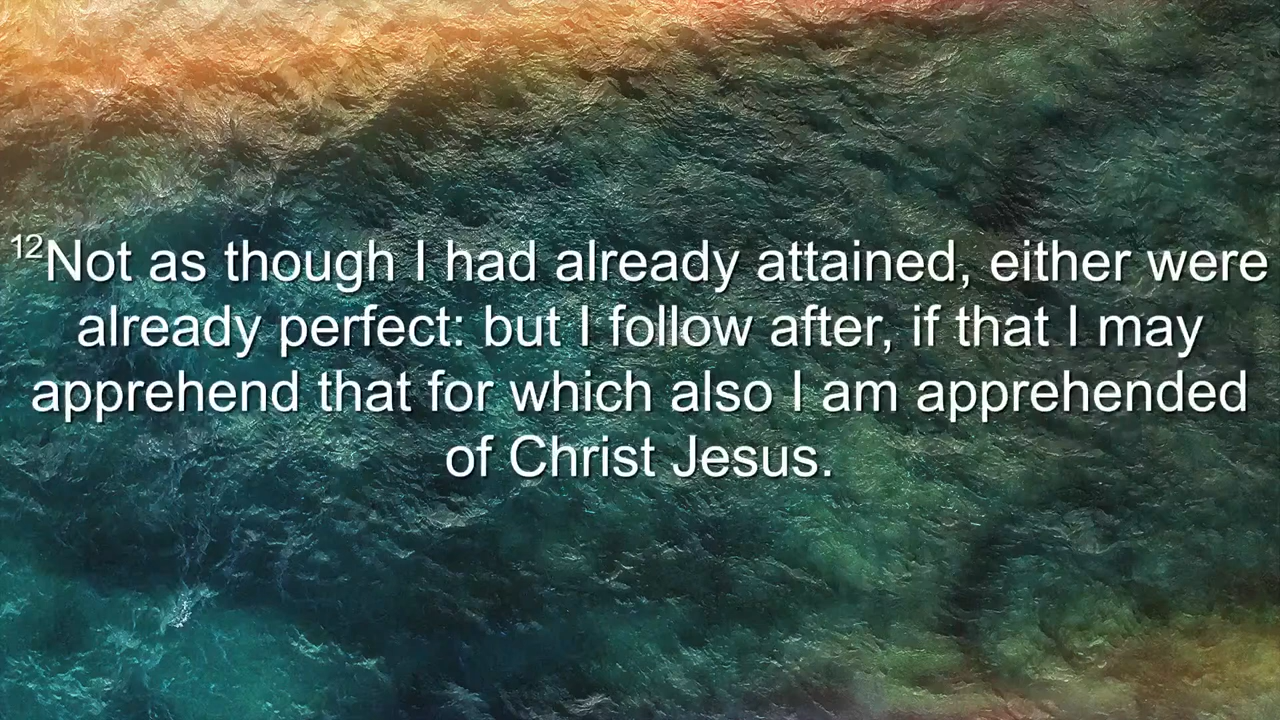 12Not as though I had already attained, either were
already perfect: but I follow after, if that I may
apprehend that for which also I am apprehended
of Christ Jesus.